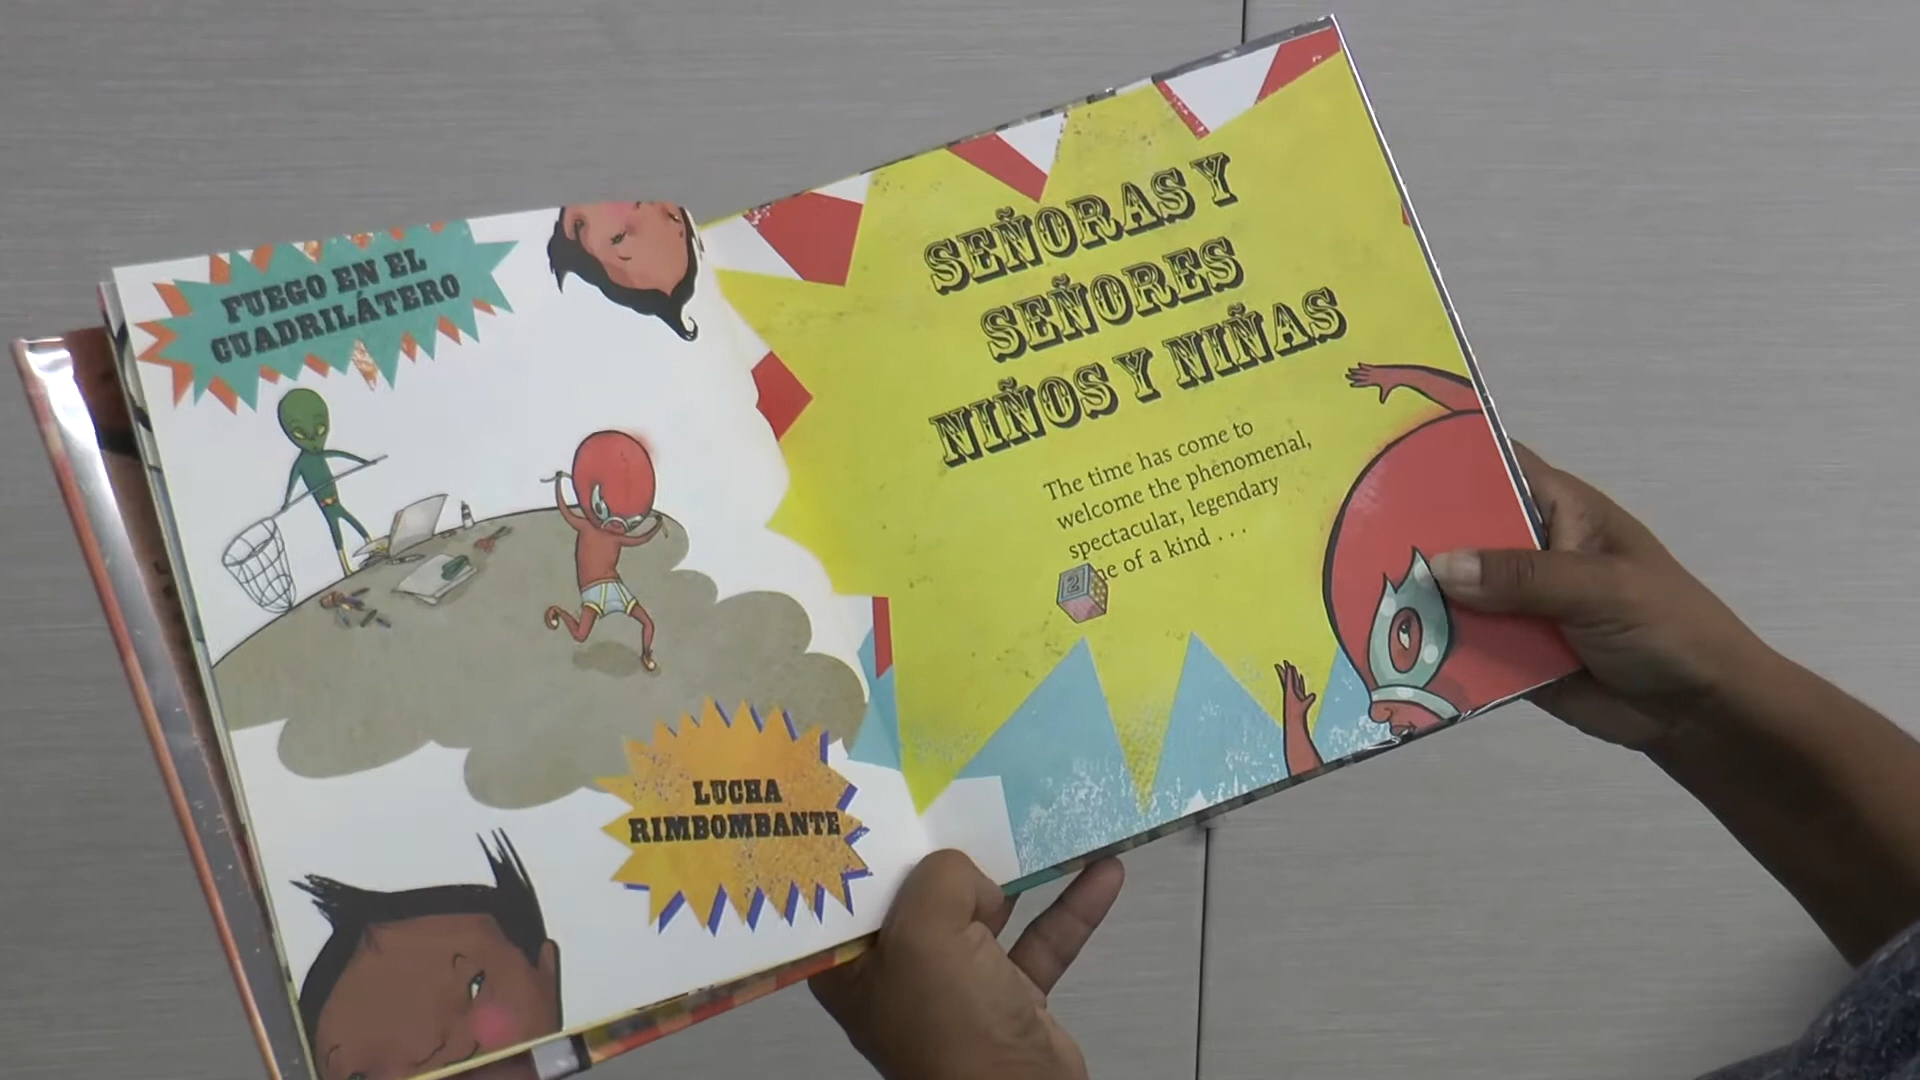 FUEGO EN EL
CUADRILÁTERO
LUCHA
RIMBOMBANTE
SEÑORAS Y
SEÑORES
NIÑOS Y NIÑAS
The time has come to
welcome the phenomenal,
spectacular, legendary
of a kind . . .
2